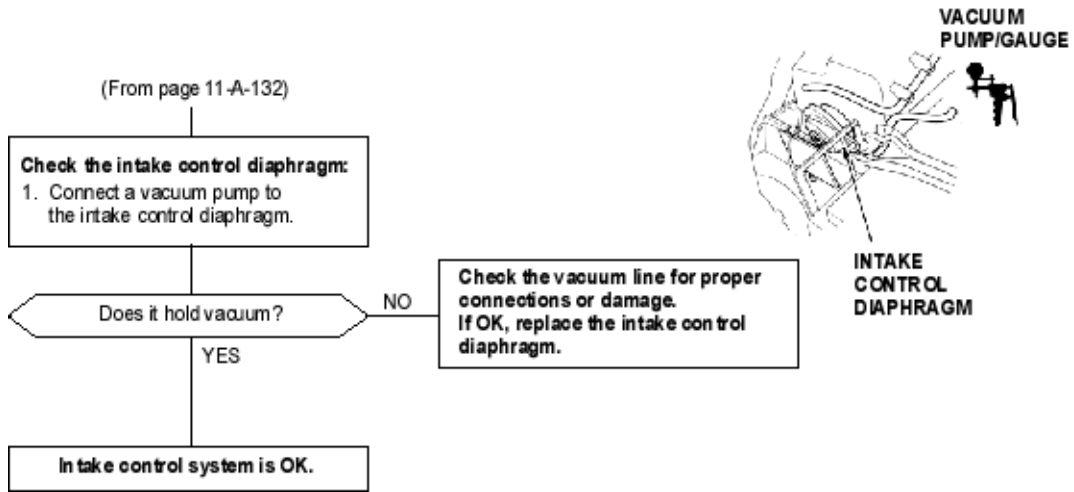 (From page 11-A-132)
Check the intake control diaphragm:
1. Connect a vacuum pump to
the intake control diaphragm.
Does it hold vacuum?
NO
Check the vacuum line for proper
connections or damage.
If OK, replace the intake control
diaphragm.
YES
Intake control system is OK.
VACUUM
PUMP/GAUGE
INTAKE
CONTROL
DIAPHRAGM